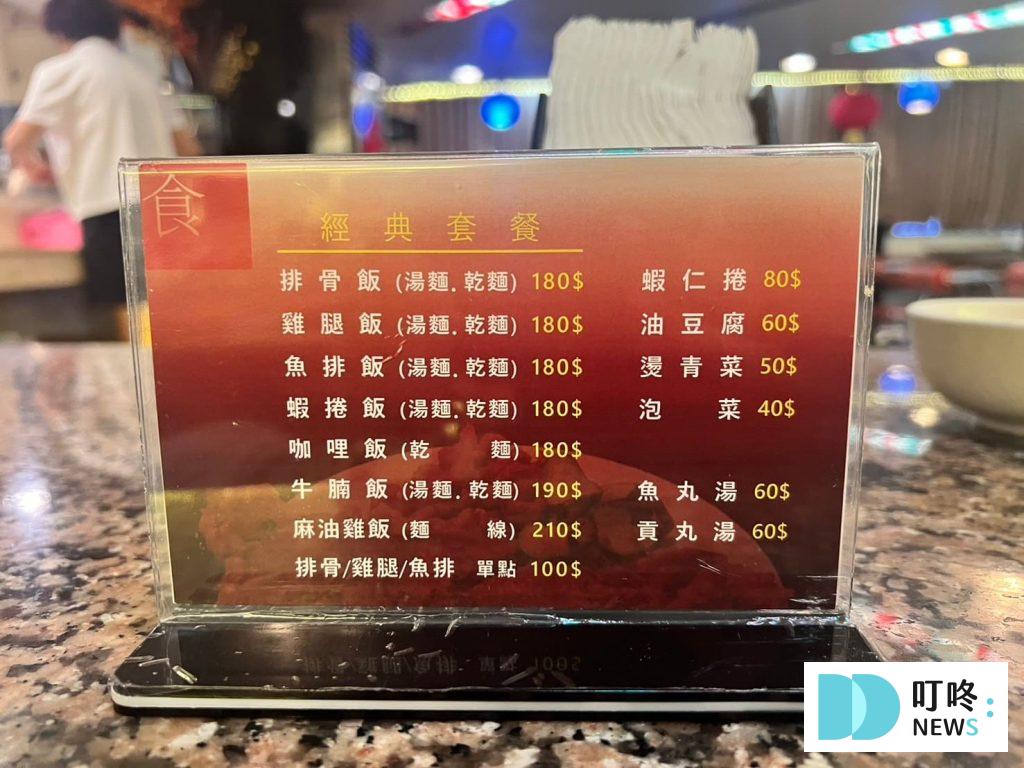 食
經典套餐
排骨飯 (湯麵.乾麵) 180$
雞腿飯 (湯麵.乾麵) 180$
魚排飯 (湯麵.乾麵) 180$
蝦捲飯 (湯麵.乾麵) 180$
咖哩飯 (乾 麵) 180$
牛腩飯 (湯麵.乾麵) 190$
麻油雞飯 (麵 線) 210$
排骨/雞腿/魚排 單點 100$
蝦仁捲 80$
油豆腐 60$
燙青菜 50$
泡菜 40$
魚丸湯 60$
貢丸湯 60$
叮咚:
NEWS